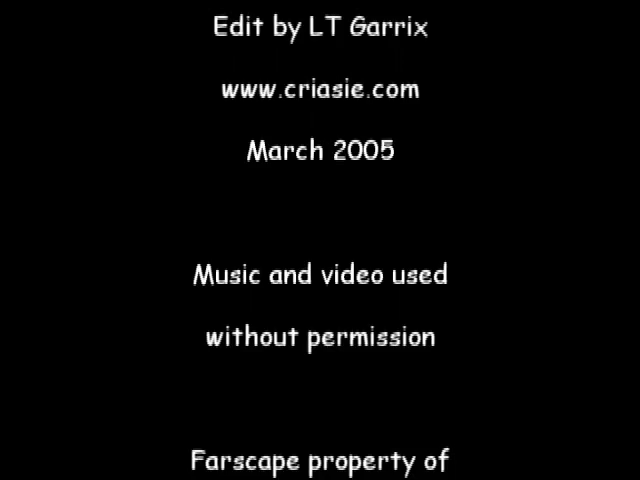 Edit by LT Garrix
www.criasie.com
March 2005
Music and video used
without permission
Farscape property of